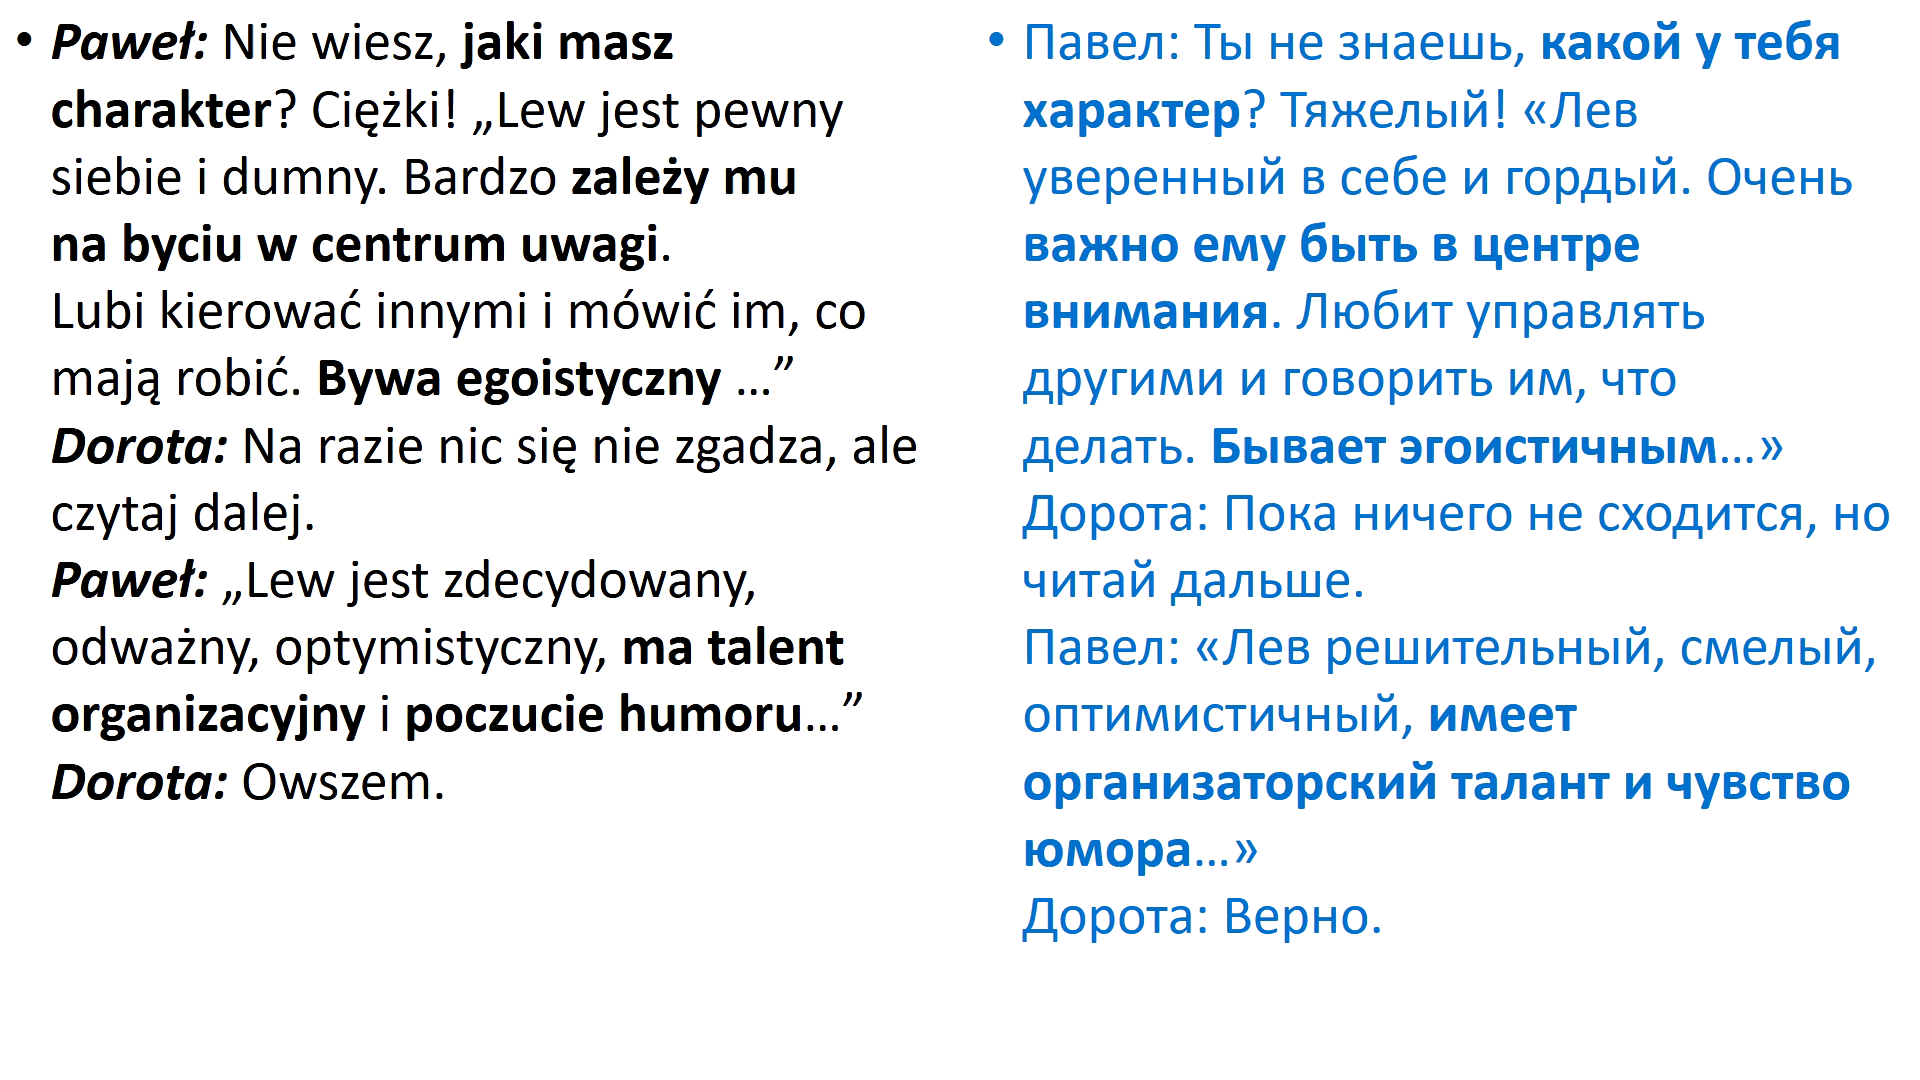 • Paweł: Nie wiesz, jaki masz
charakter? Ciężki! „Lew jest pewny
siebie i dumny. Bardzo zależy mu
na byciu w centrum uwagi.
Lubi kierować innymi i mówić im, co
mają robić. Bywa egoistyczny …”
Dorota: Na razie nic się nie zgadza, ale
czytaj dalej.
Paweł: „Lew jest zdecydowany,
odważny, optymistyczny, ma talent
organizacyjny i poczucie humoru…”
Dorota: Owszem.
• Павел: Ты не знаешь, какой у тебя
характер? Тяжелый! «Лев
уверенный в себе и гордый. Очень
важно ему быть в центре
внимания. Любит управлять
другими и говорить им, что
делать. Бывает эгоистичным…»
Дорота: Пока ничего не сходится, но
читай дальше.
Павел: «Лев решительный, смелый,
оптимистичный, имеет
организаторский талант и чувство
юмора…»
Дорота: Верно.